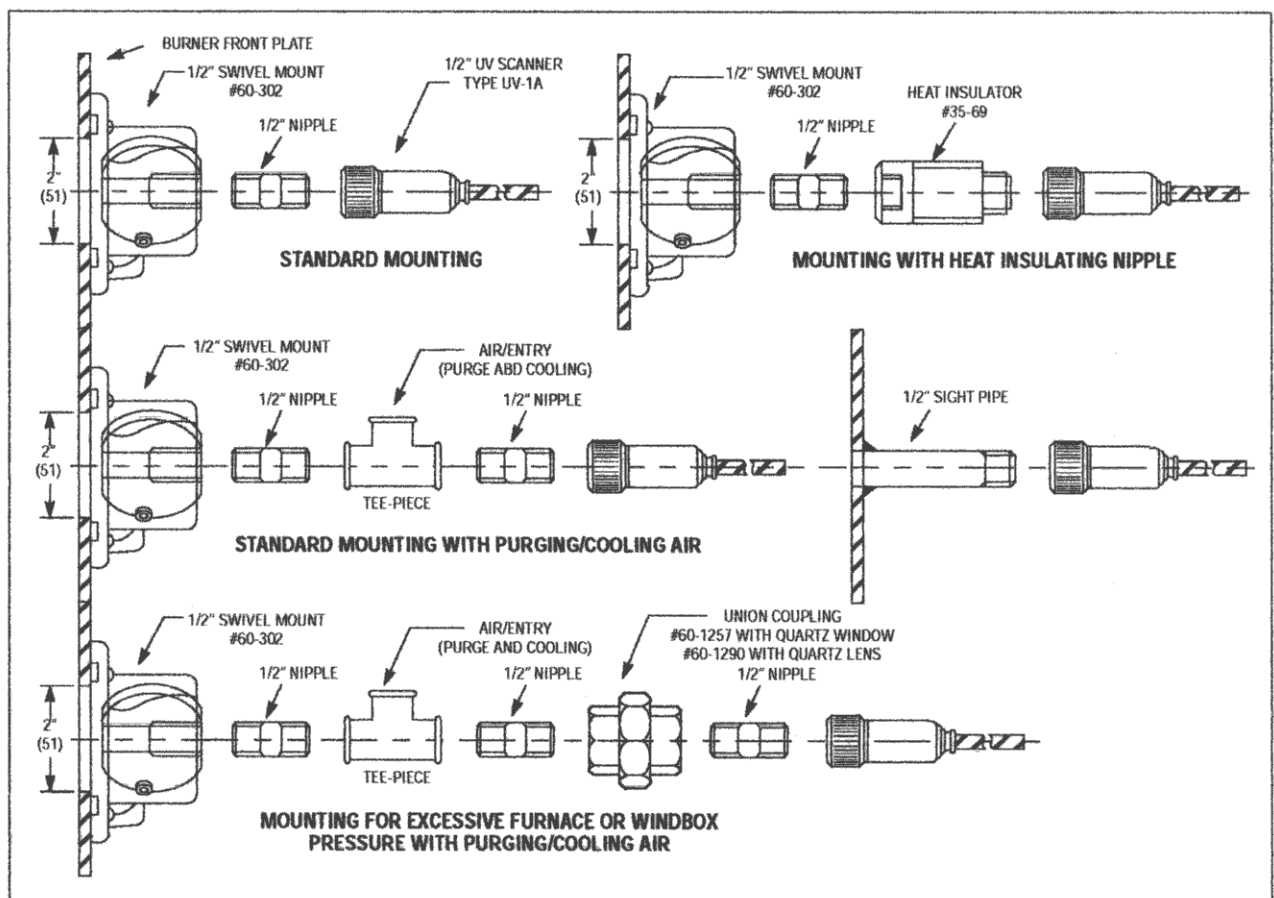 BURNER FRONT PLATE
1/2" SWIVEL MOUNT
#60-302
1/2" UV SCANNER
TYPE UV-1A
1/2" NIPPLE
2"
(51)
STANDARD MOUNTING
1/2" SWIVEL MOUNT
#60-302
HEAT INSULATOR
#35-69
1/2" NIPPLE
2"
(51)
MOUNTING WITH HEAT INSULATING NIPPLE
1/2" SWIVEL MOUNT
#60-302
AIR/ENTRY
(PURGE ABD COOLING)
1/2" NIPPLE
1/2" NIPPLE
2"
(51)
TEE-PIECE
STANDARD MOUNTING WITH PURGING/COOLING AIR
1/2" SIGHT PIPE
1/2" SWIVEL MOUNT
#60-302
AIR/ENTRY
(PURGE AND COOLING)
UNION COUPLING
#60-1257 WITH QUARTZ WINDOW
#60-1290 WITH QUARTZ LENS
1/2" NIPPLE
1/2" NIPPLE
1/2" NIPPLE
2"
(51)
TEE-PIECE
MOUNTING FOR EXCESSIVE FURNACE OR WINDBOX
PRESSURE WITH PURGING/COOLING AIR